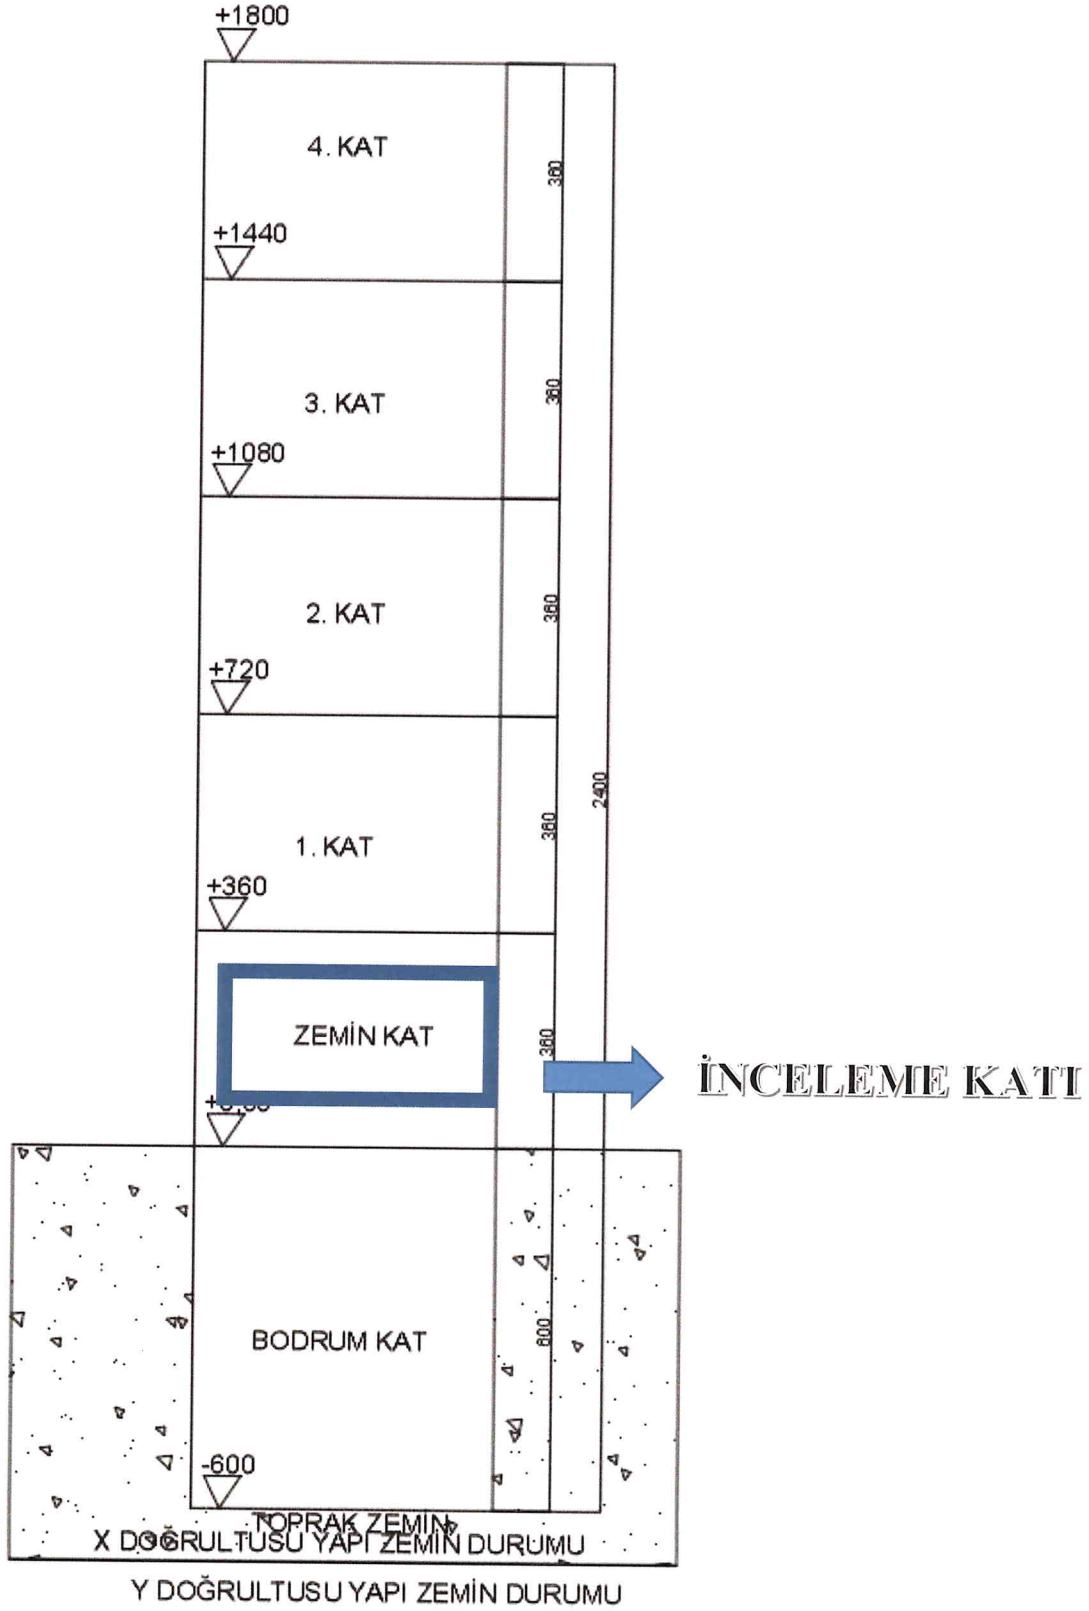 +1800
4. KAT
360
+1440
3. KAT
360
+1080
2. KAT
360
+720
2400
1. KAT
360
+360
ZEMİN KAT
360
İNCELEME KATI
BODRUM KAT
600
-600
TOPRAK ZEMİN
X DOĞRULTUSU YAPI ZEMİN DURUMU
Y DOĞRULTUSU YAPI ZEMİN DURUMU